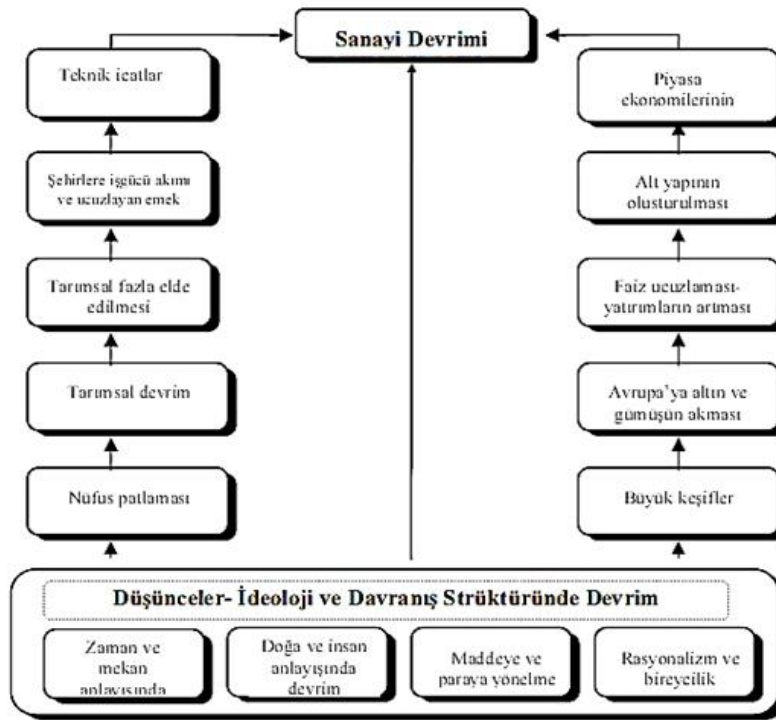 Sanayi Devrimi
Teknik icatlar
Şehirlere işgücü akımı
ve ucuzlayan emek
Tarımsal fazla elde
edilmesi
Tarımsal devrim
Nüfus patlaması
Piyasa
ekonomilerinin
Alt yapının
oluşturulması
Faiz ucuzlaması-
yatırımların artması
Avrupa'ya altın ve
gümüşün akması
Büyük keşifler
Düşünceler- İdeoloji ve Davranış Strüktüründe Devrim
Zaman ve
mekan
anlayışında
Doğa ve insan
anlayışında
devrim
Maddeye ve
paraya yönelme
Rasyonalizm ve
bireycilik